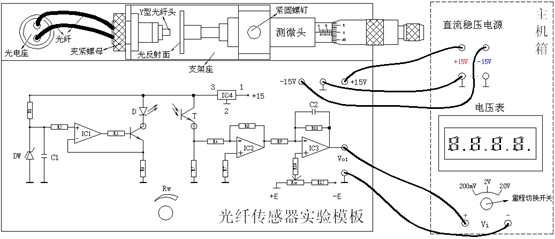 Y型光纤头
紧固螺钉
光纤
测微头
光电座
夹紧螺母
光反射面
支架座
主机箱
直流稳压电源
+15V
-15V
-15V
⊥
+15V
电压表
8.8.8.8.
200mV
2V
20V
量程切换开关
+
Vi
-
3
IC4
1
+15
2
D
T
C2
IC1
IC2
IC3
DW
C1
Vo1
Rw
+E
-E
光纤传感器实验模板